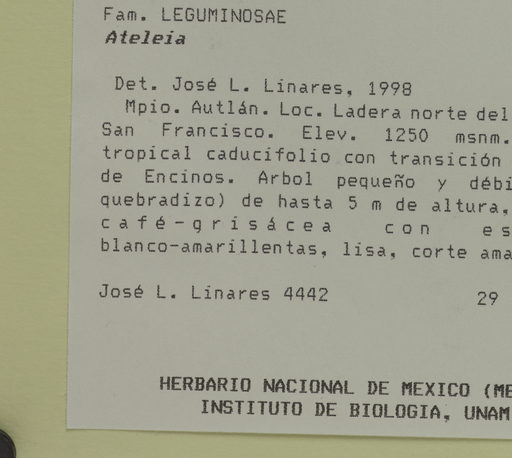 Fam. LEGUMINOSAE
Ateleia
Det. José L. Linares, 1998
Mpio. Autlán. Loc. Ladera norte del
San Francisco. Elev. 1250 msnm.
tropical caducifolio con transición
de Encinos. Arbol pequeño y débi
quebradizo) de hasta 5 m de altura,
café-grisácea con es
blanco-amarillentas, lisa, corte ama
José L. Linares 4442 29
HERBARIO NACIONAL DE MEXICO (ME
INSTITUTO DE BIOLOGIA, UNAM